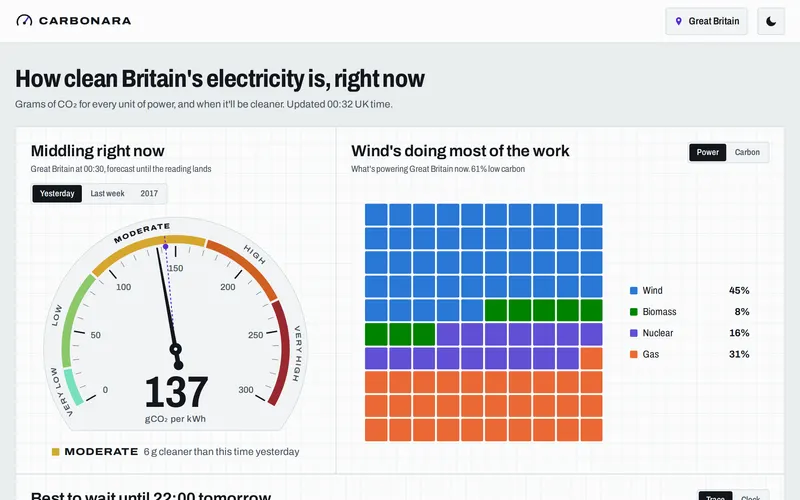 CARBONARA
Great Britain
How clean Britain's electricity is, right now
Grams of CO₂ for every unit of power, and when it'll be cleaner. Updated 00:32 UK time.
Middling right now
Great Britain at 00:30, forecast until the reading lands
Yesterday Last week 2017
VERY LOW
LOW
MODERATE
HIGH
VERY HIGH
0
50
100
150
200
250
300
137
gCO₂ per kWh
MODERATE 6 g cleaner than this time yesterday
Wind's doing most of the work
What's powering Great Britain now. 61% low carbon
Power Carbon
Wind 45%
Biomass 8%
Nuclear 16%
Gas 31%
Best to wait until 22:00 tomorrow
Trace Clock